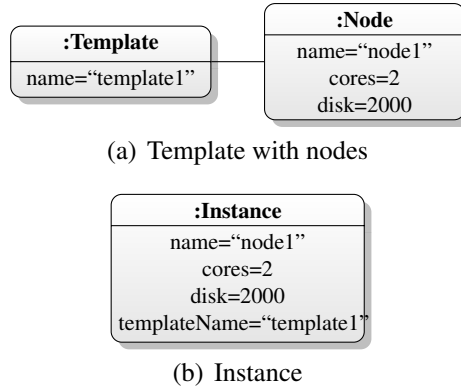 :Template
name=“template1”
:Node
name=“node1”
cores=2
disk=2000
(a) Template with nodes
:Instance
name=“node1”
cores=2
disk=2000
templateName=“template1”
(b) Instance